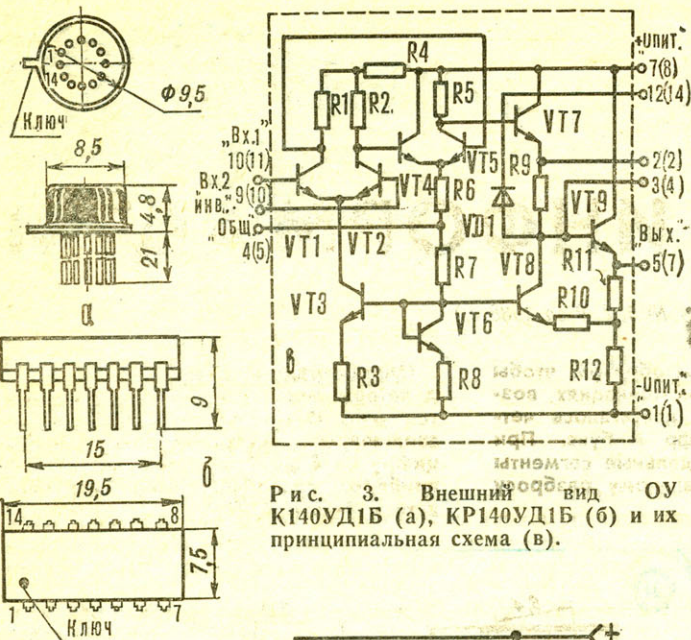 1
14
Ключ
Ф9,5
8,5
4,8
21
а
9
15
б
19,5
14
8
7,5
1
7
Ключ
R4
+Uпит.
7(8)
R1
R2
R5
12(14)
VT7
„Вх.1"
10(11)
VT5
R9
2(2)
„Вх.2
инв.„
9(10)
VT4
R6
VD1
3(4)
VT9
„Общ"
4(5)
VT1
VT2
„Вых."
5(7)
R7
VT8
R11
VT3
VT6
R10
в
R3
R8
R12
-Uпит.
1(1)
Рис. 3. Внешний вид ОУ
К140УД1Б (а), КР140УД1Б (б) и их
принципиальная схема (в).
+